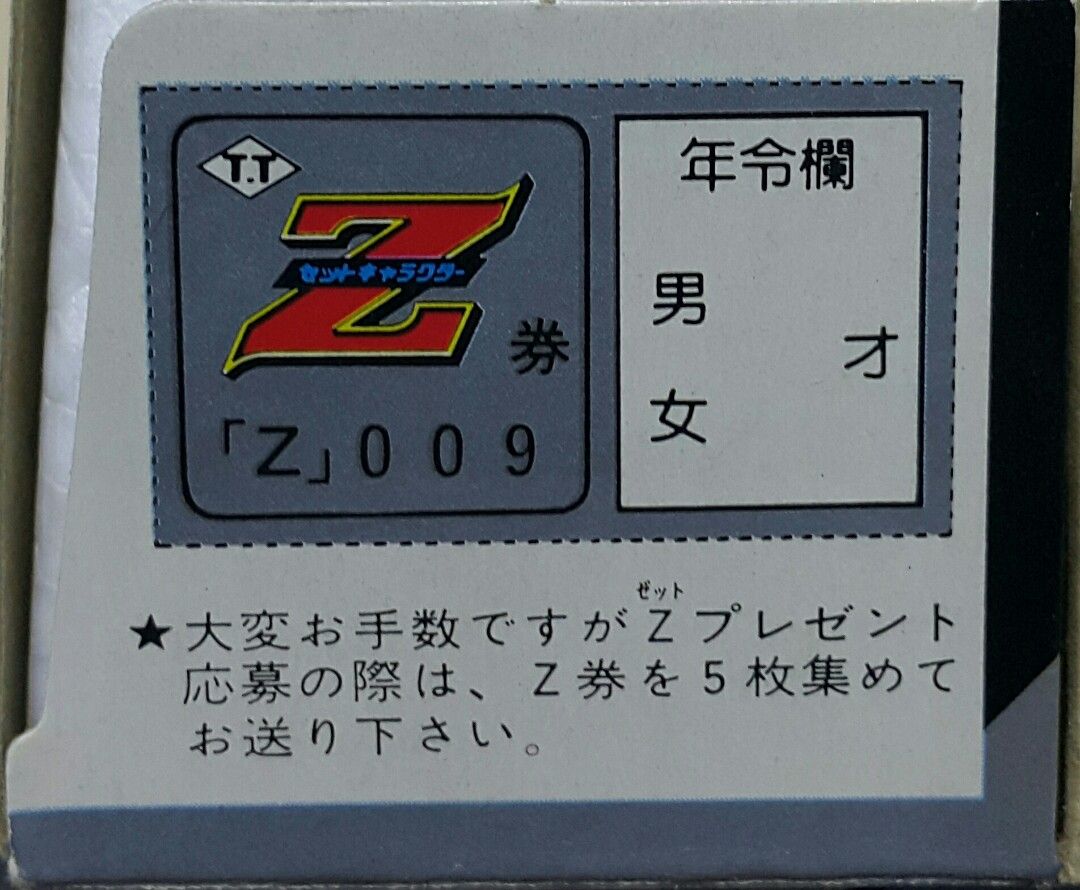 T.T
Z
セットキャラクター
券
「Z」009
年令欄
男
才
女
ゼット
★大変お手数ですがZプレゼント
応募の際は、Z券を5枚集めて
お送り下さい。